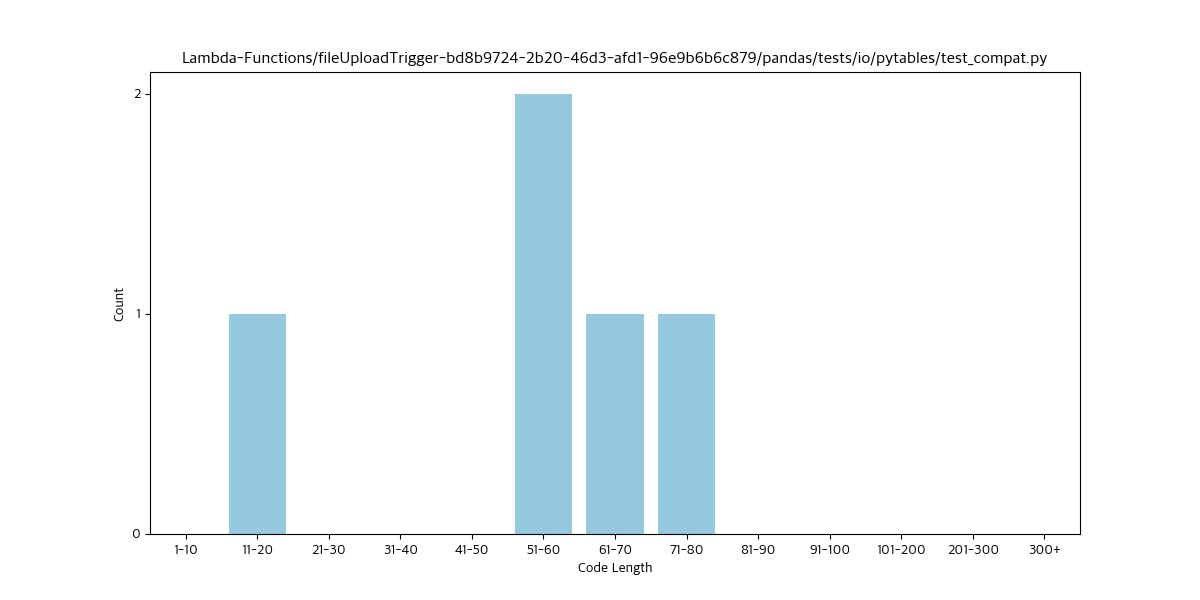 Lambda-Functions/fileUploadTrigger-bd8b9724-2b20-46d3-afd1-96e9b6b6c879/pandas/tests/io/pytables/test_compat.py
2
1
0
Count
1-10 11-20 21-30 31-40 41-50 51-60 61-70 71-80 81-90 91-100 101-200 201-300 300+
Code Length